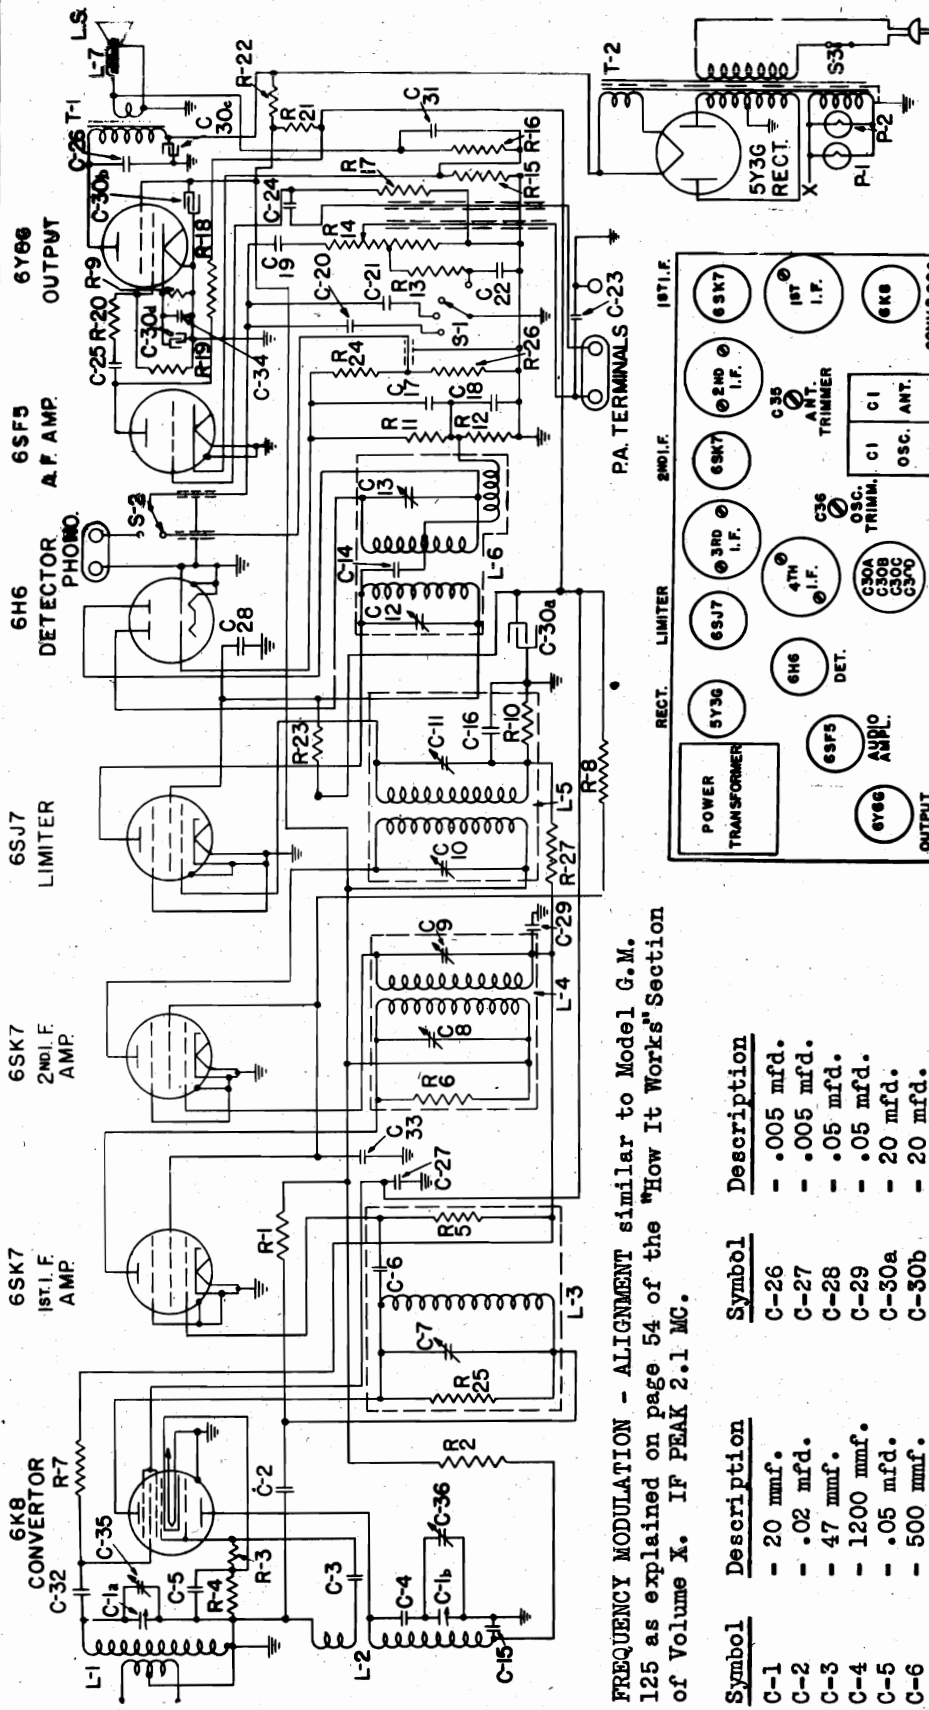 6K8
CONVERTOR
6SK7
1ST. I. F.
AMP.
6SK7
2ND I. F.
AMP.
6SJ7
LIMITER
6H6
DETECTOR
PHONO.
6SF5
A.F. AMP.
6Y6G
OUTPUT
L.S.
L-7
T-1
C-26
C-30b
C
30c
R-22
R-9
R-20
C-25
C-30d
R-18
R-19
C-34
C-24
R
21
C
31
R-16
R
17
R-15
R
14
C
19
C-20
C-21
R
13
C
22
S-1
R
24
R-26
C
17
C
18
R
11
R
12
S-2
C-23
P.A. TERMINALS
T-2
5Y3G
RECT.
S-3
X
P-1
P-2
C
28
C-14
C
13
C
12
L-6
C-30a
R-23
C-11
C-16
R-10
C
10
L-5
R-27
R-8
C-29
C-9
L-4
C
8
R
6
C
33
C-27
R-1
C-6
R
5
C-7
R
25
L-3
R-7
C-32
C-35
C-1a
C-5
R-4
R-3
L-1
C-2
R
2
C-3
C-36
C-4
C-1b
L-2
C-15
RECT.
LIMITER
2ND I.F.
1ST I.F.
POWER
TRANSFORMER
5Y3G
6SJ7
3RD
I.F.
6SK7
2ND
I.F.
6SK7
6H6
DET.
4TH
I.F.
C36
OSC.
TRIMM.
C35
ANT.
TRIMMER
1ST
I.F.
6SF5
AUDIO
AMPL.
C30A
C30B
C30C
C30D
C1
OSC.
C1
ANT.
6K8
6Y6G
OUTPUT
FREQUENCY MODULATION - ALIGNMENT similar to Model G.M.
125 as explained on page 54 of the "How It Works" Section
of Volume X. IF PEAK 2.1 MC.
Symbol Description Symbol Description
C-1 - 20 mmf. C-26 - .005 mfd.
C-2 - .02 mfd. C-27 - .005 mfd.
C-3 - 47 mmf. C-28 - .05 mfd.
C-4 - 1200 mmf. C-29 - .05 mfd.
C-5 - .05 mfd. C-30a - 20 mfd.
C-6 - 500 mmf. C-30b - 20 mfd.